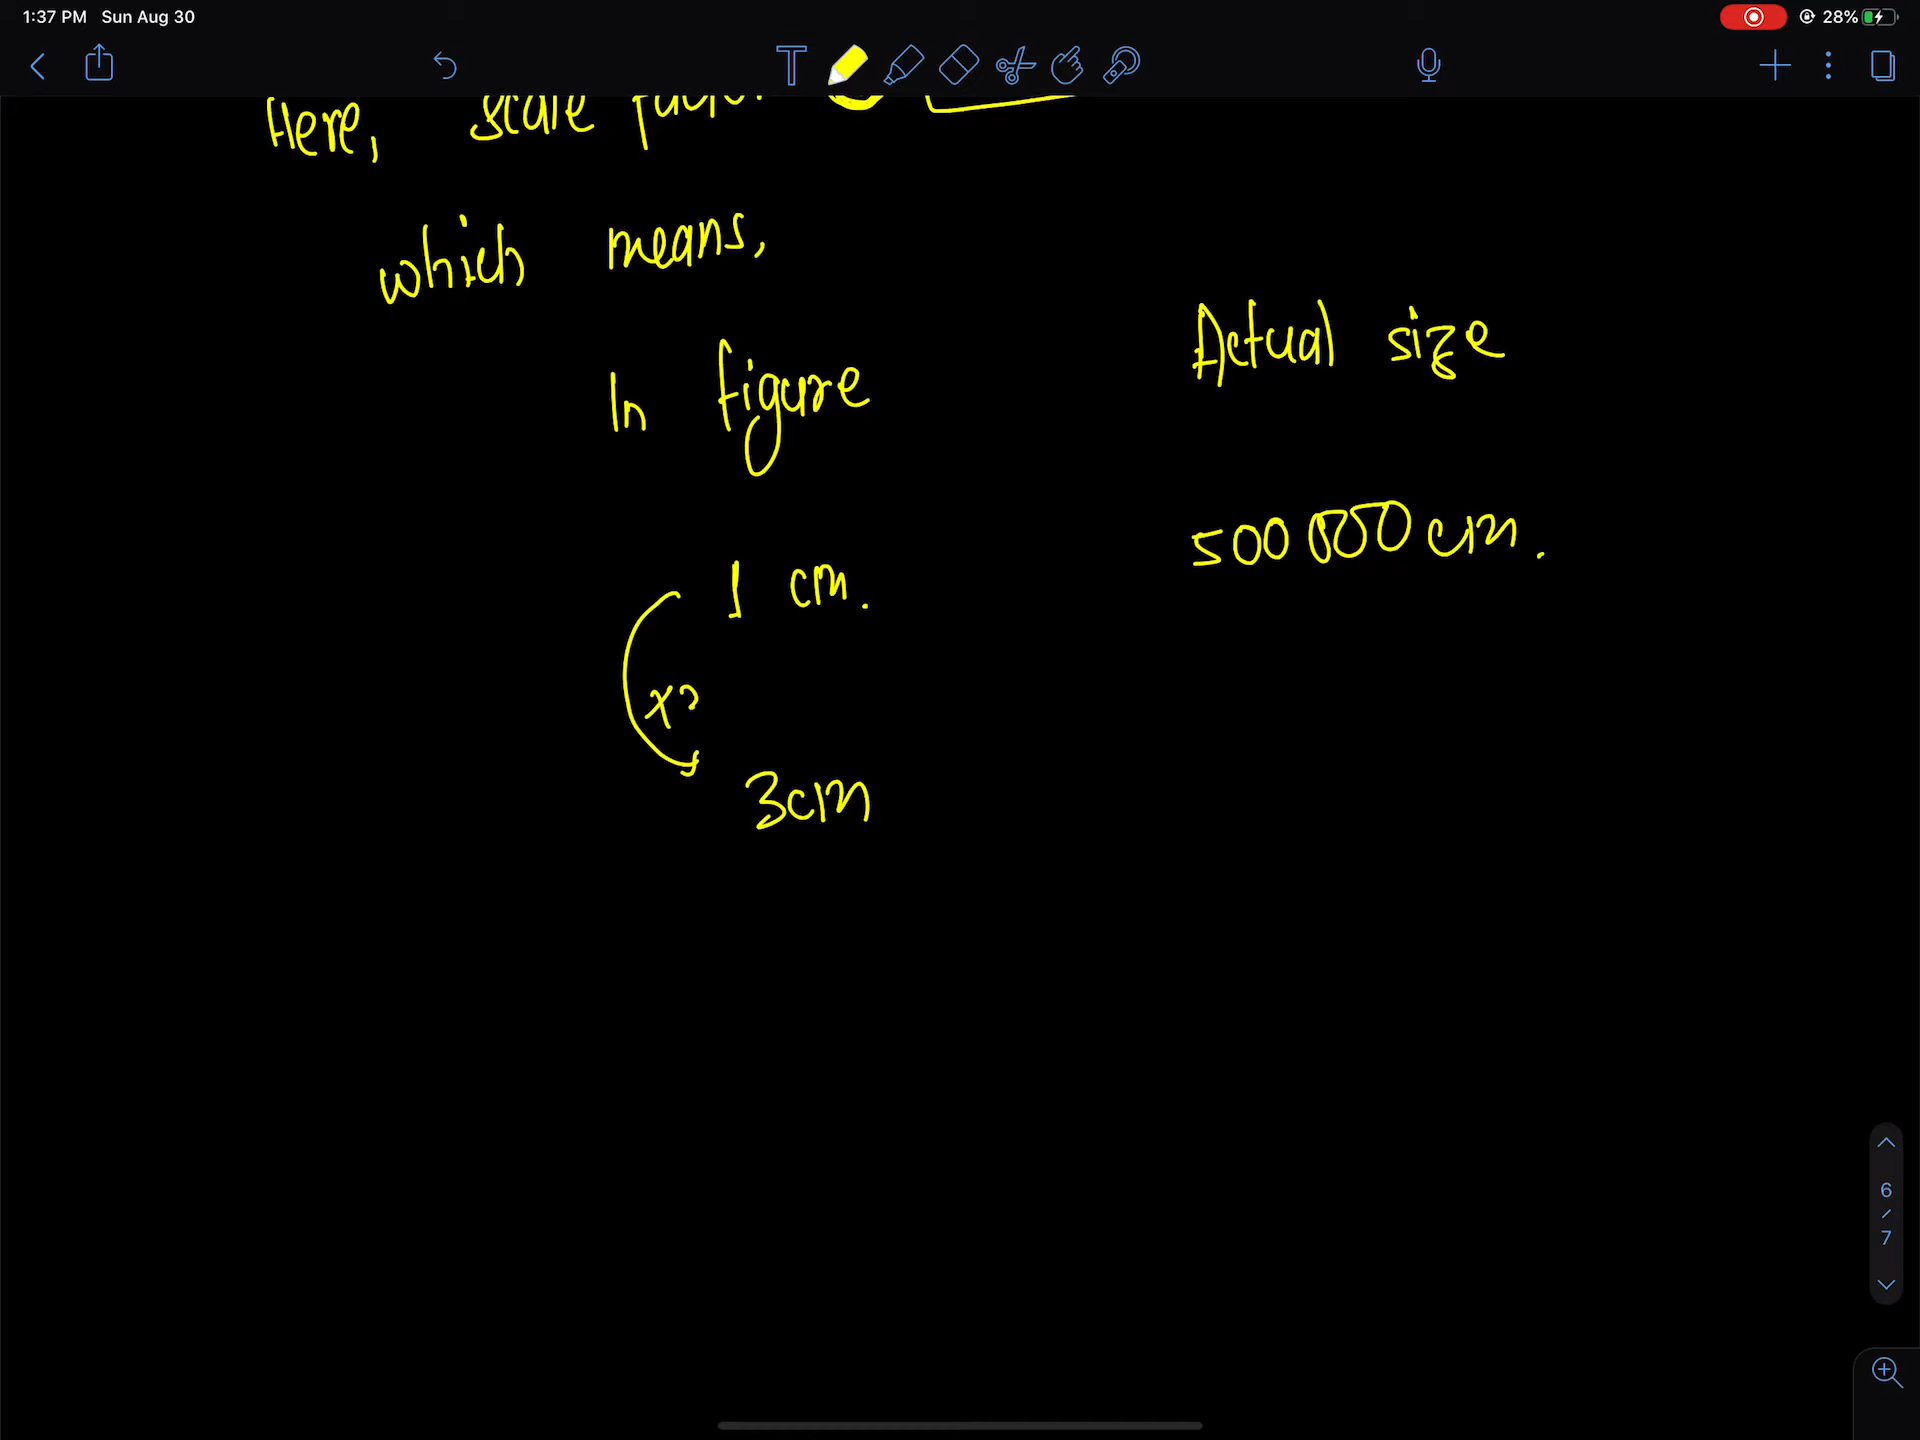 1:37 PM Sun Aug 30
28%
Here, scale
which means,
In figure
Actual size
1 cm.
500 000 cm.
x3
3cm
6
/
7